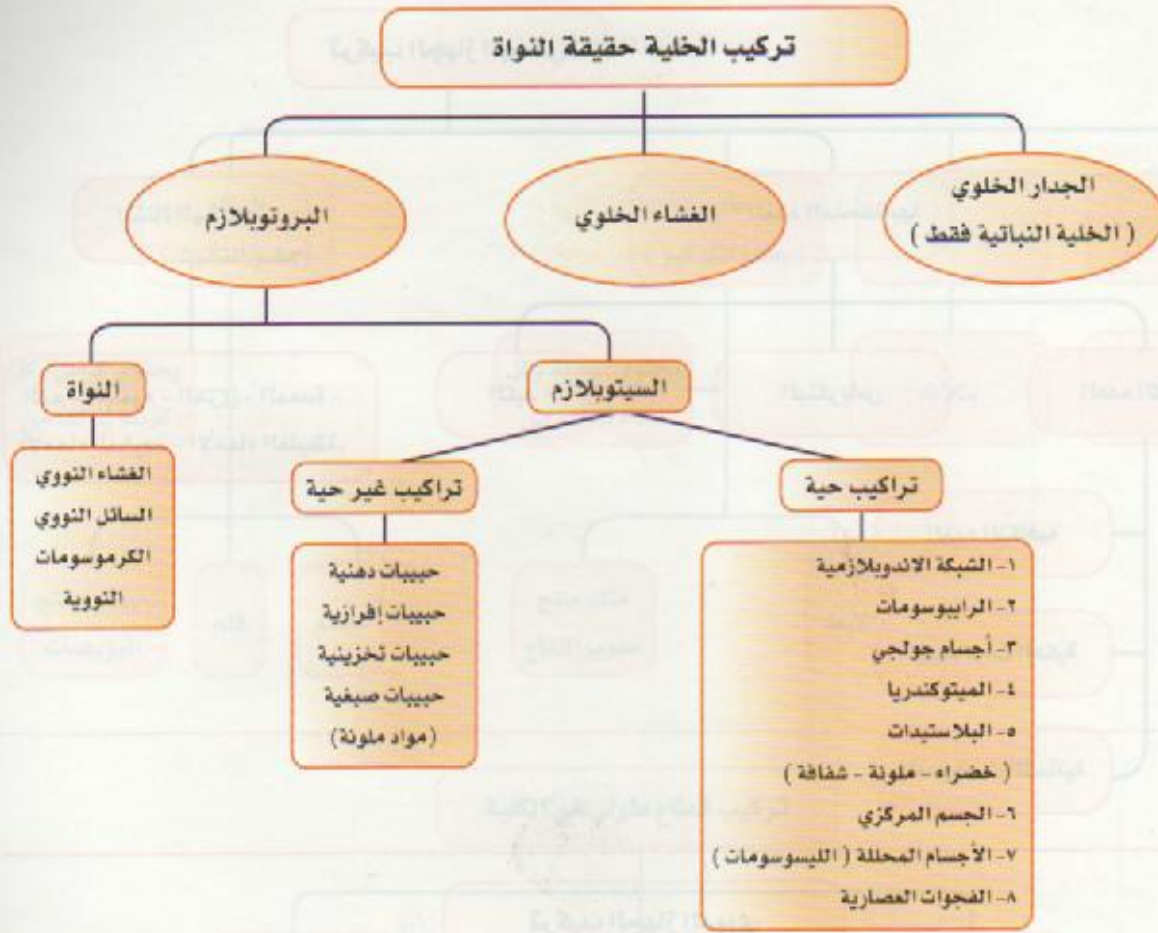 تركيب الخلية حقيقة النواة
الجدار الخلوي
( الخلية النباتية فقط )
الغشاء الخلوي
البروتوبلازم
السيتوبلازم
النواة
تراكيب حية
تراكيب غير حية
الغشاء النووي
السائل النووي
الكرموسومات
النووية
١- الشبكة الاندوبلازمية
٢- الرايبوسومات
٣- أجسام جولجي
٤- الميتوكندريا
٥- البلاستيدات
( خضراء - ملونة - شفافة )
٦- الجسم المركزي
٧- الأجسام المحللة ( الليسوسومات )
٨- الفجوات العصارية
حبيبات دهنية
حبيبات إفرازية
حبيبات تخزينية
حبيبات صبغية
(مواد ملونة)